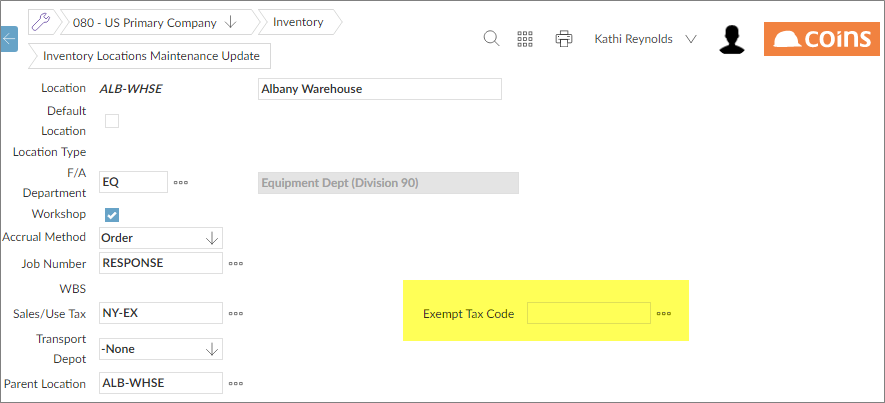 080 - US Primary Company Inventory
Kathi Reynolds coins
Inventory Locations Maintenance Update
Location ALB-WHSE Albany Warehouse
Default
Location
Location Type
F/A
Department EQ Equipment Dept (Division 90)
Workshop
Accrual Method Order
Job Number RESPONSE
WBS
Sales/Use Tax NY-EX Exempt Tax Code
Transport
Depot -None
Parent Location ALB-WHSE